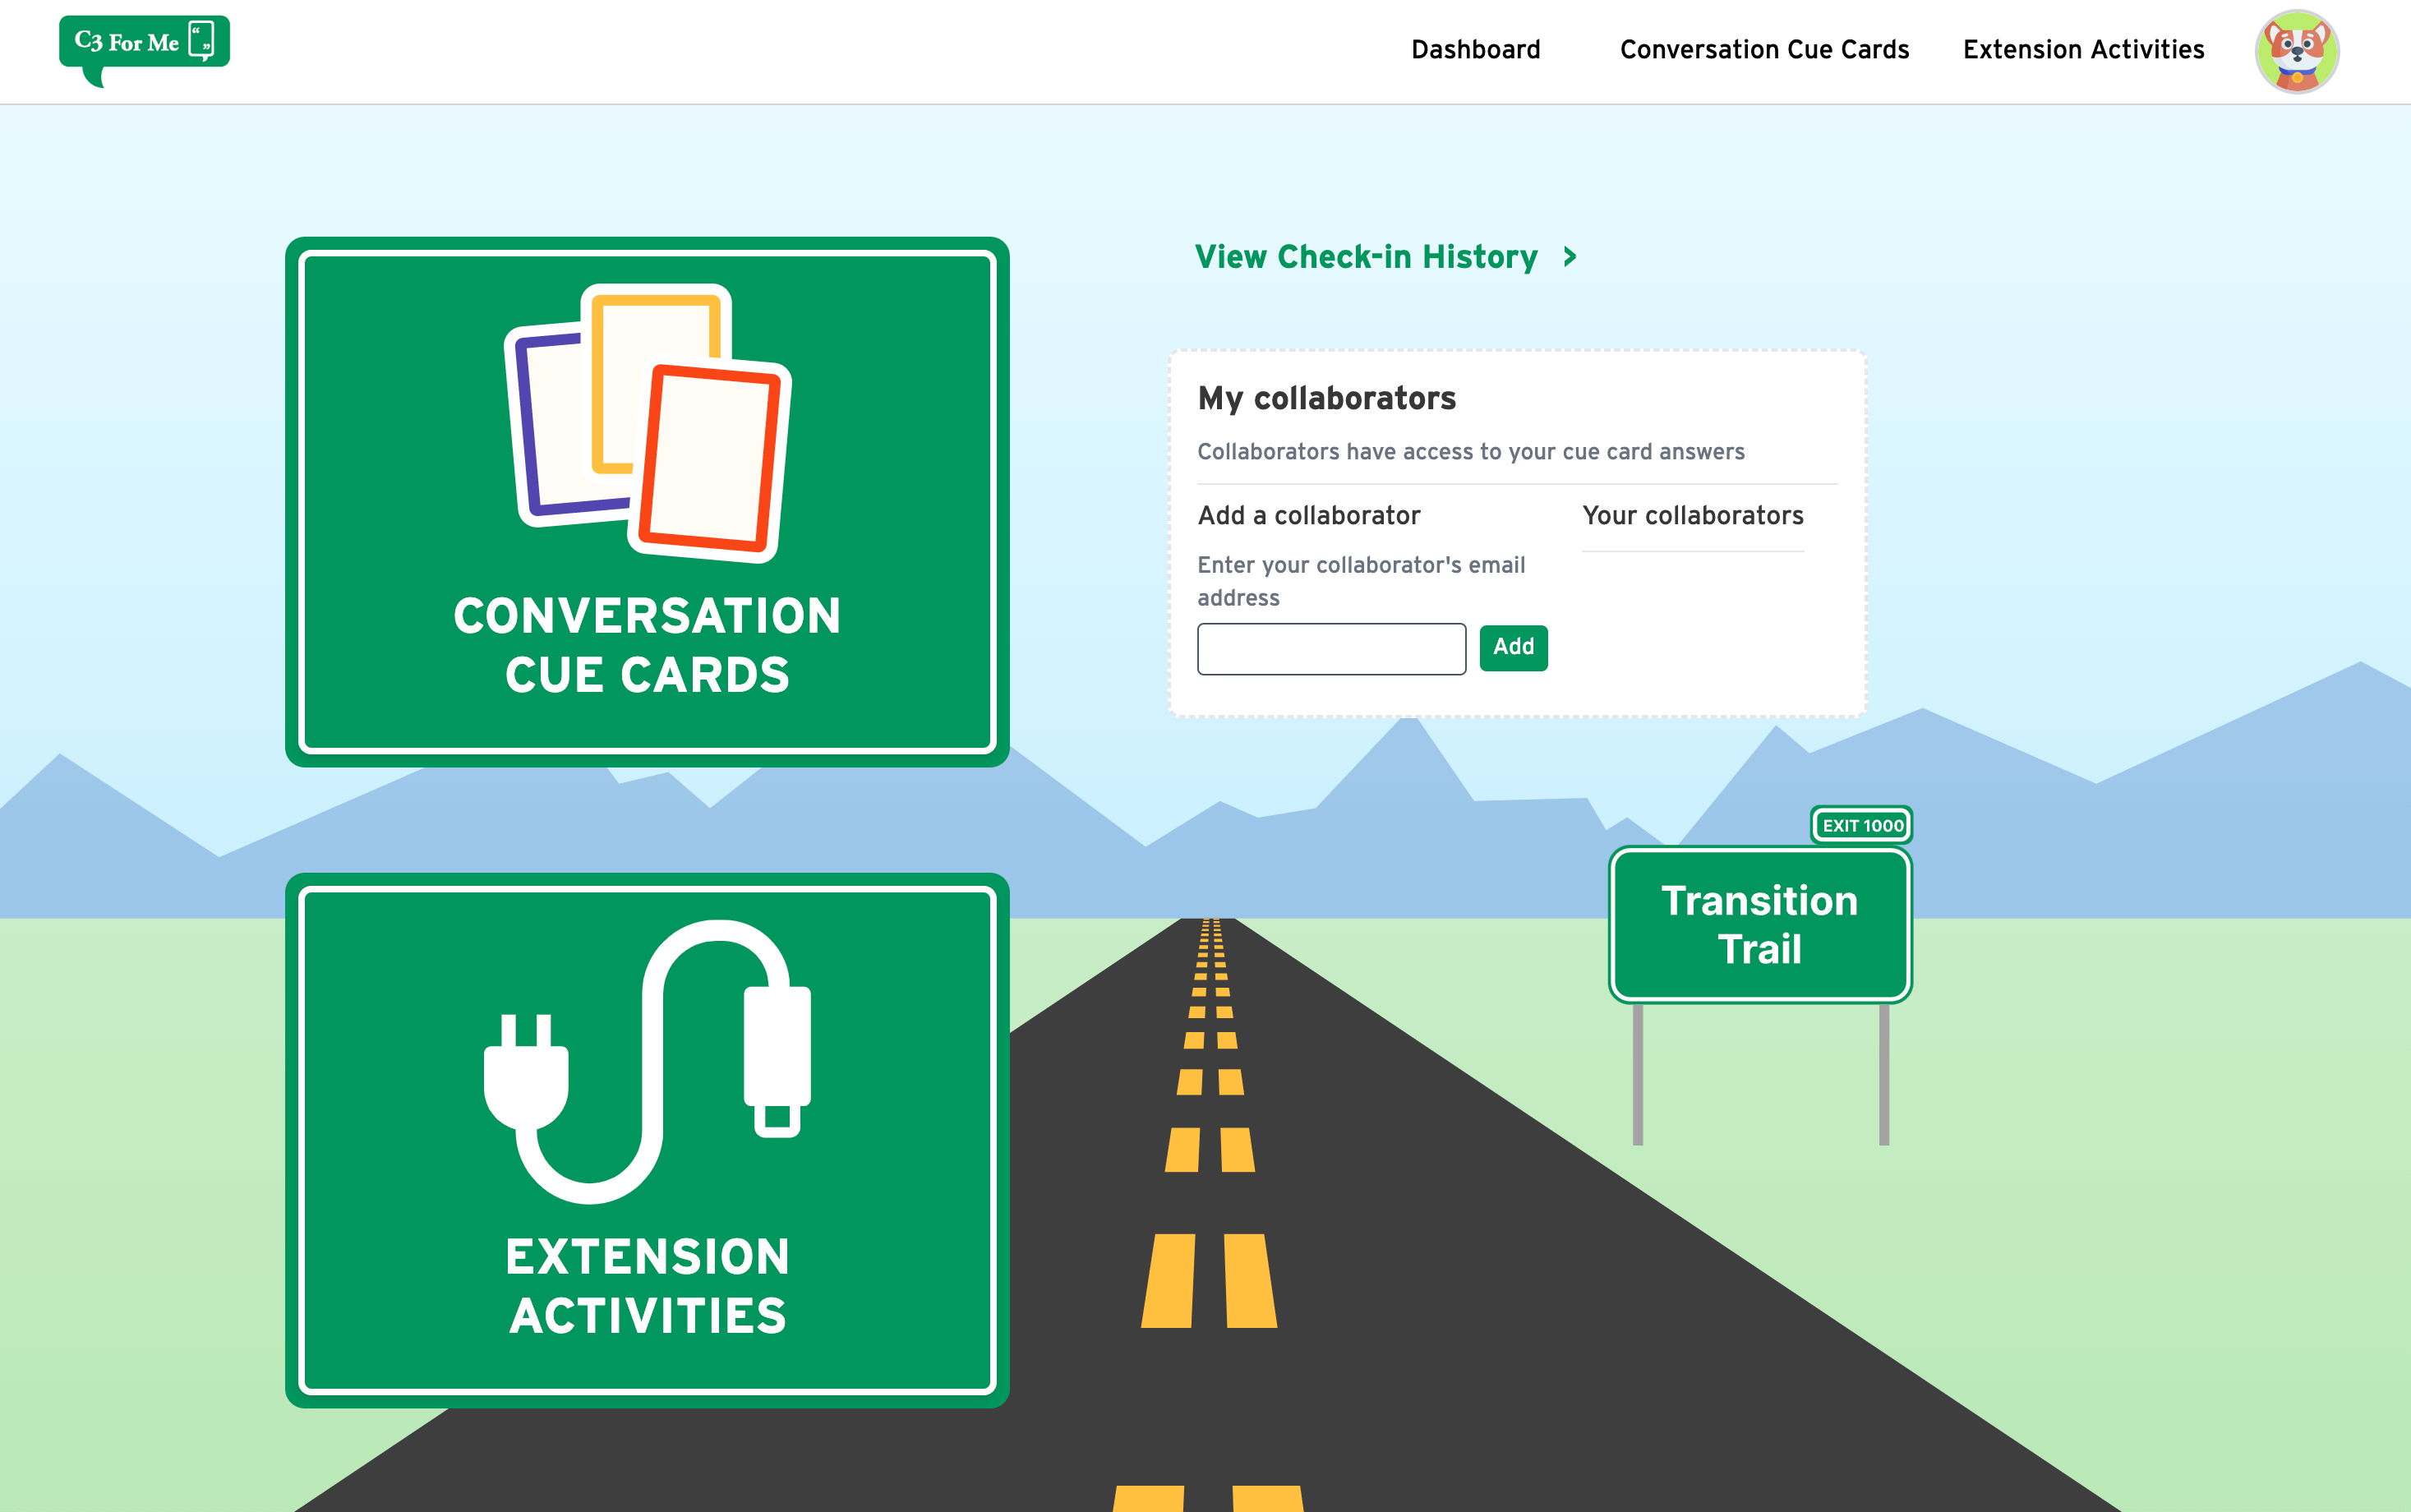 C3 For Me
Dashboard
Conversation Cue Cards
Extension Activities
CONVERSATION
CUE CARDS
View Check-in History >
My collaborators
Collaborators have access to your cue card answers
Add a collaborator
Enter your collaborator's email
address
Add
Your collaborators
EXIT 1000
Transition
Trail
EXTENSION
ACTIVITIES